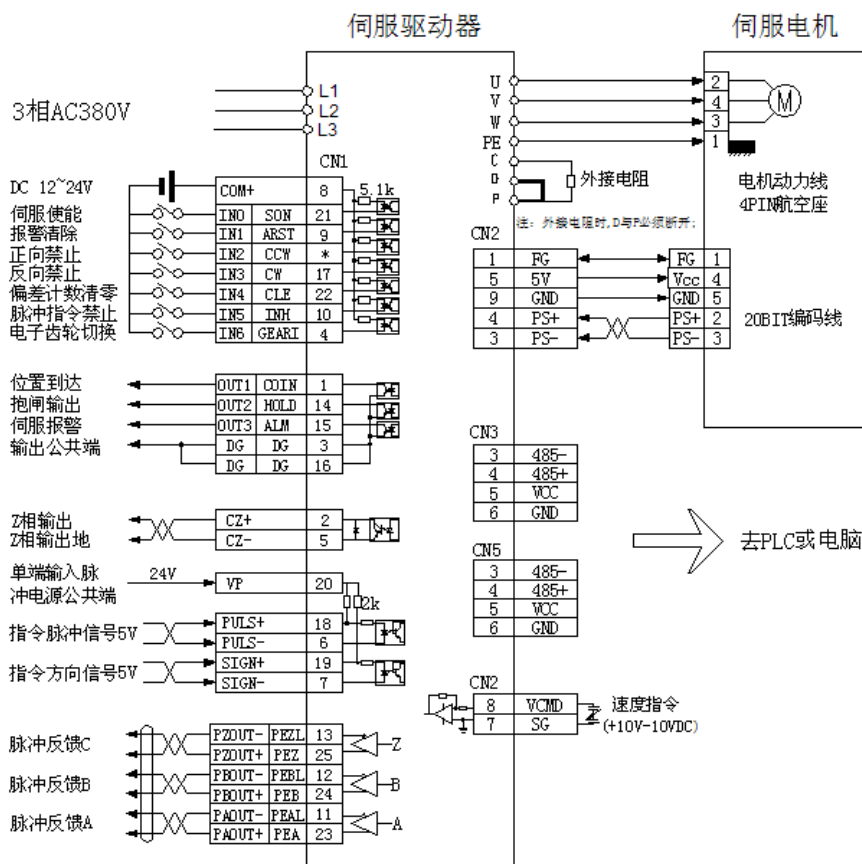 伺服驱动器
伺服电机
3相AC380V
L1
L2
L3
U
V
W
PE
C
D
P
2
4
3
1
M
外接电阻
注: 外接电阻时,D与P必须断开;
电机动力线
4PIN航空座
CN1
DC 12~24V COM+ 8 5.1k
伺服使能 IN0 SON 21
报警清除 IN1 ARST 9
正向禁止 IN2 CCW *
反向禁止 IN3 CW 17
偏差计数清零 IN4 CLE 22
脉冲指令禁止 IN5 INH 10
电子齿轮切换 IN6 GEARI 4
CN2
1 FG FG 1
5 5V Vcc 4
9 GND GND 5
4 PS+ PS+ 2
3 PS- PS- 3
20BIT编码线
位置到达 OUT1 COIN 1
抱闸输出 OUT2 HOLD 14
伺服报警 OUT3 ALM 15
输出公共端 DG DG 3
DG DG 16
CN3
3 485-
4 485+
5 VCC
6 GND
Z相输出 CZ+ 2
Z相输出地 CZ- 5
去PLC或电脑
CN5
3 485-
4 485+
5 VCC
6 GND
单端输入脉
冲电源公共端
24V VP 20
2k
指令脉冲信号5V
PULS+ 18
PULS- 6
指令方向信号5V
SIGN+ 19
SIGN- 7
CN2
8 VCMD
7 SG
速度指令
(+10V-10VDC)
脉冲反馈C
PZOUT- PEZL 13
PZOUT+ PEZ 25
Z
脉冲反馈B
PBOUT- PEBL 12
PBOUT+ PEB 24
B
脉冲反馈A
PAOUT- PEAL 11
PAOUT+ PEA 23
A